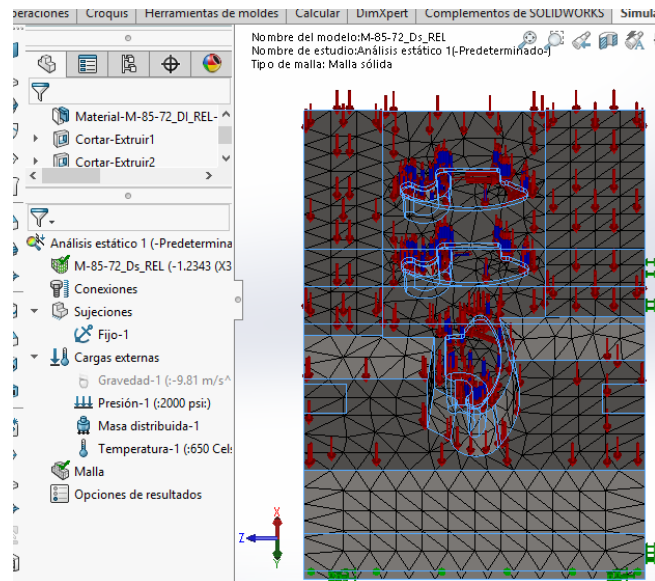 peraciones Croquis Herramientas de moldes Calcular DimXpert Complementos de SOLIDWORKS Simula
Nombre del modelo:M-85-72_Ds_REL
Nombre de estudio:Análisis estático 1(-Predeterminado-)
Tipo de malla: Malla sólida
Material-M-85-72_DI_REL-
Cortar-Extruir1
Cortar-Extruir2
Análisis estático 1 (-Predetermina
M-85-72_Ds_REL (-1.2343 (X3
Conexiones
Sujeciones
Fijo-1
Cargas externas
Gravedad-1 (:-9.81 m/s^
Presión-1 (:2000 psi:)
Masa distribuida-1
Temperatura-1 (:650 Cels
Malla
Opciones de resultados
X
Z
Y